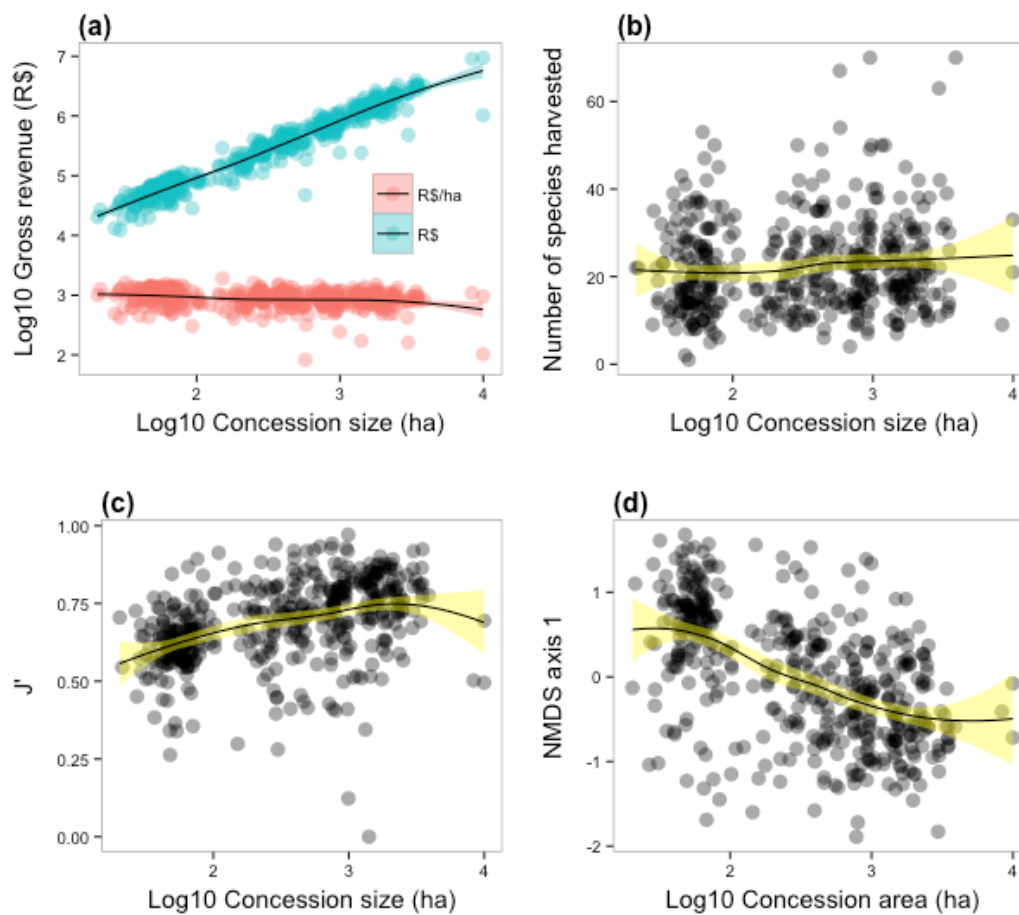 (a)
Log10 Gross revenue (R$)
7
6
5
4
3
2
R$/ha
R$
2 3 4
Log10 Concession size (ha)
(b)
Number of species harvested
60
40
20
0
2 3 4
Log10 Concession size (ha)
(c)
J'
1.00
0.75
0.50
0.25
0.00
2 3 4
Log10 Concession size (ha)
(d)
NMDS axis 1
1
0
-1
-2
2 3 4
Log10 Concession area (ha)